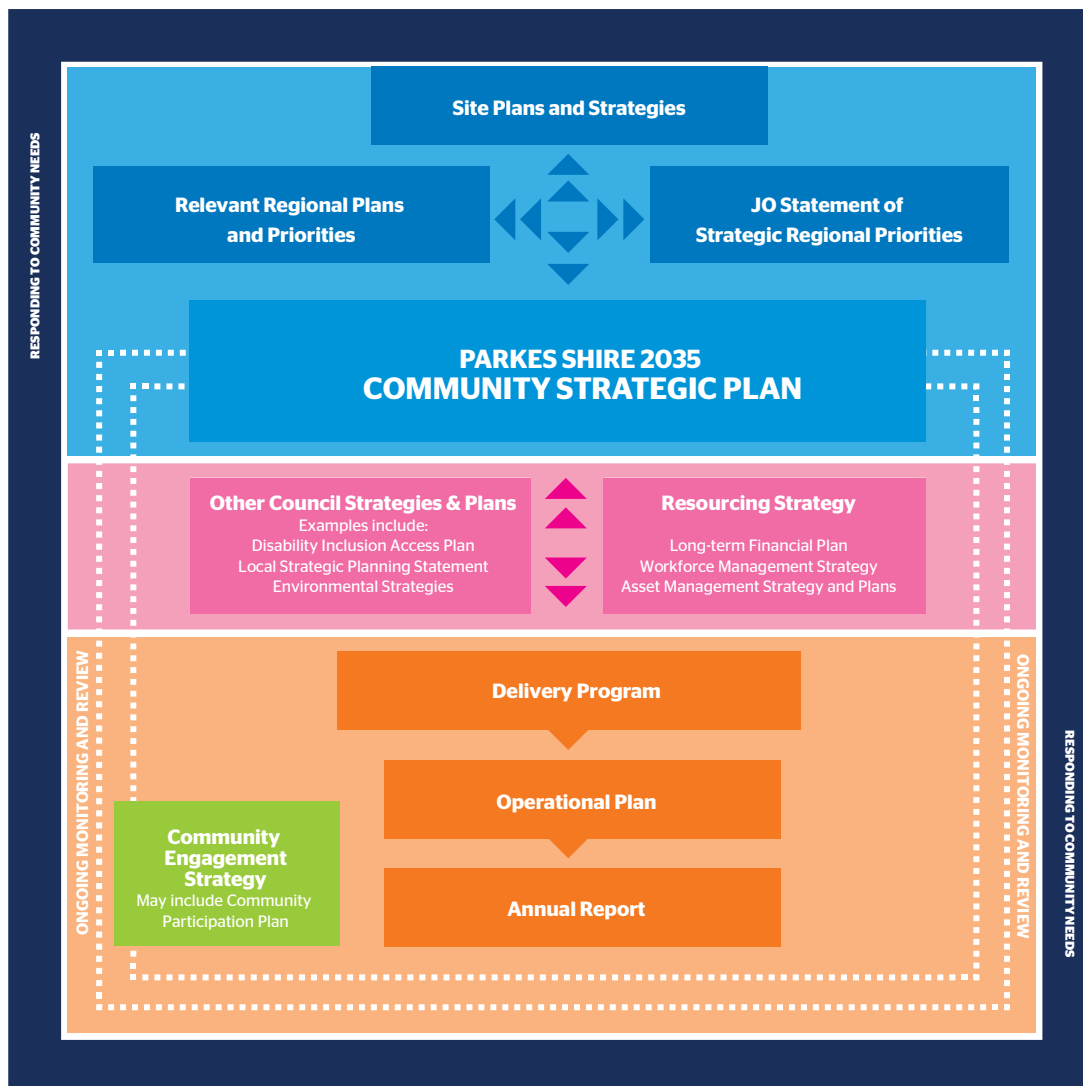 RESPONDING TO COMMUNITY NEEDS
Site Plans and Strategies
Relevant Regional Plans
and Priorities
JO Statement of
Strategic Regional Priorities
PARKES SHIRE 2035
COMMUNITY STRATEGIC PLAN
Other Council Strategies & Plans
Examples include:
Disability Inclusion Access Plan
Local Strategic Planning Statement
Environmental Strategies
Resourcing Strategy
Long-term Financial Plan
Workforce Management Strategy
Asset Management Strategy and Plans
ONGOING MONITORING AND REVIEW
Delivery Program
Operational Plan
Annual Report
Community
Engagement
Strategy
May include Community
Participation Plan
ONGOING MONITORING AND REVIEW
RESPONDING TO COMMUNITY NEEDS